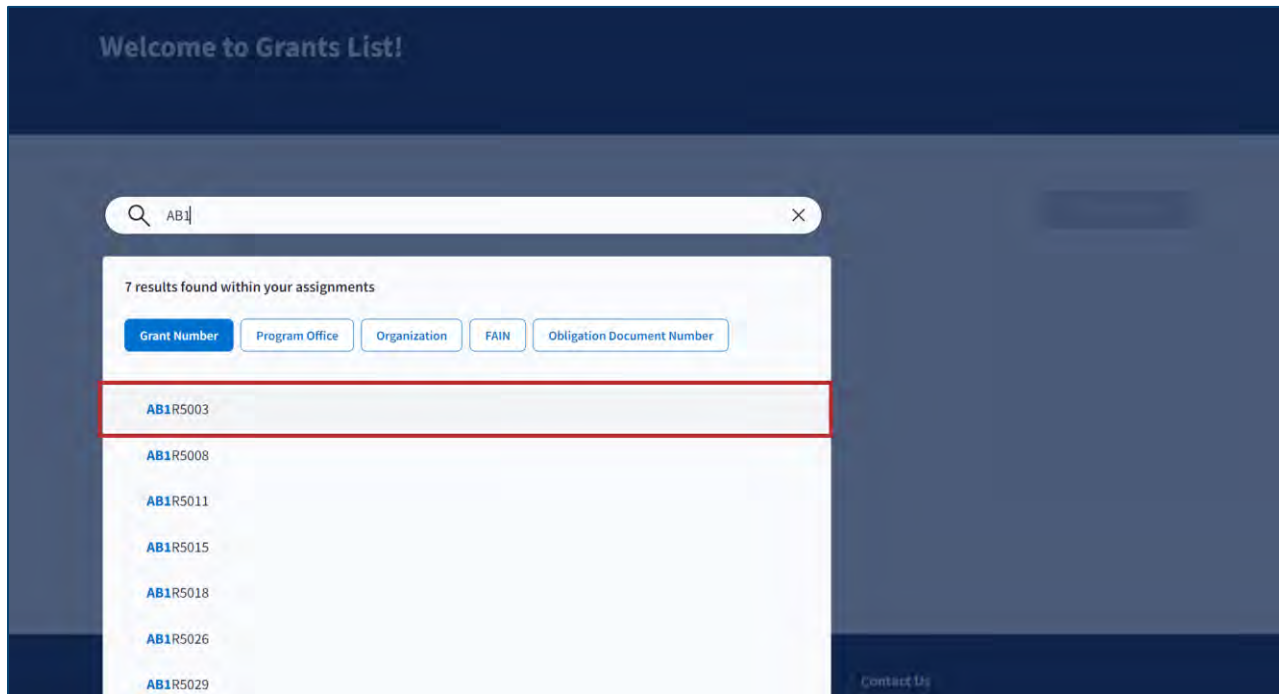 Welcome to Grants List!
AB1
7 results found within your assignments
Grant Number Program Office Organization FAIN Obligation Document Number
AB1R5003
AB1R5008
AB1R5011
AB1R5015
AB1R5018
AB1R5026
AB1R5029
Contact Us